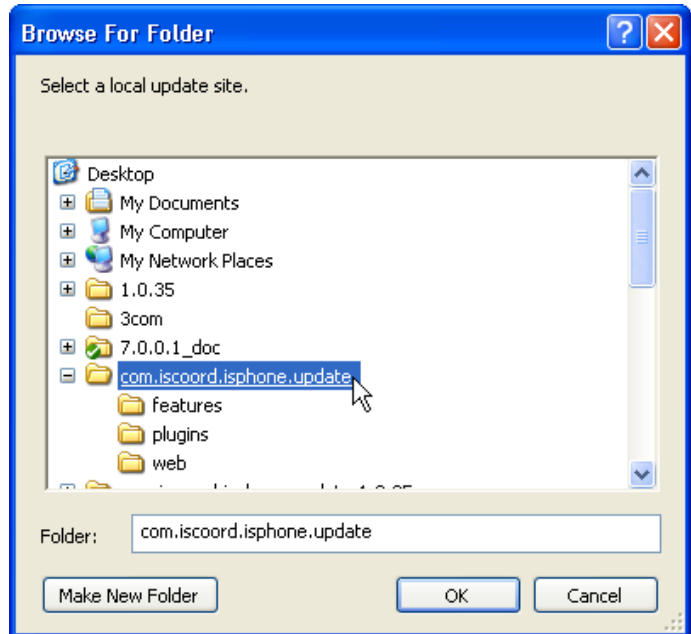 Browse For Folder
Select a local update site.
Desktop
My Documents
My Computer
My Network Places
1.0.35
3com
7.0.0.1_doc
com.iscoord.isphone.update
features
plugins
web
Folder: com.iscoord.isphone.update
Make New Folder OK Cancel